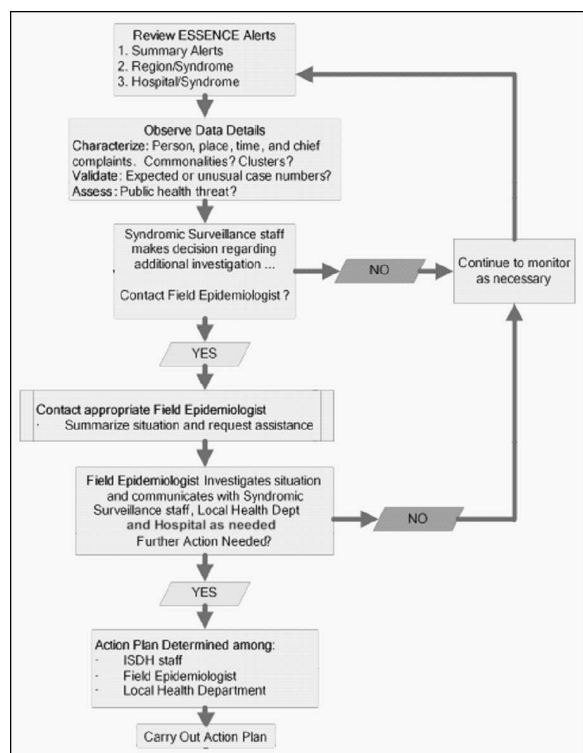 Review ESSENCE Alerts
1. Summary Alerts
2. Region/Syndrome
3. Hospital/Syndrome
Observe Data Details
Characterize: Person, place, time, and chief
complaints. Commonalities? Clusters?
Validate: Expected or unusual case numbers?
Assess: Public health threat?
Syndromic Surveillance staff
makes decision regarding
additional investigation ...
Contact Field Epidemiologist ?
NO
Continue to monitor
as necessary
YES
Contact appropriate Field Epidemiologist
· Summarize situation and request assistance
Field Epidemiologist Investigates situation
and communicates with Syndromic
Surveillance staff, Local Health Dept
and Hospital as needed
Further Action Needed?
NO
YES
Action Plan Determined among:
· ISDH staff
· Field Epidemiologist
· Local Health Department
Carry Out Action Plan